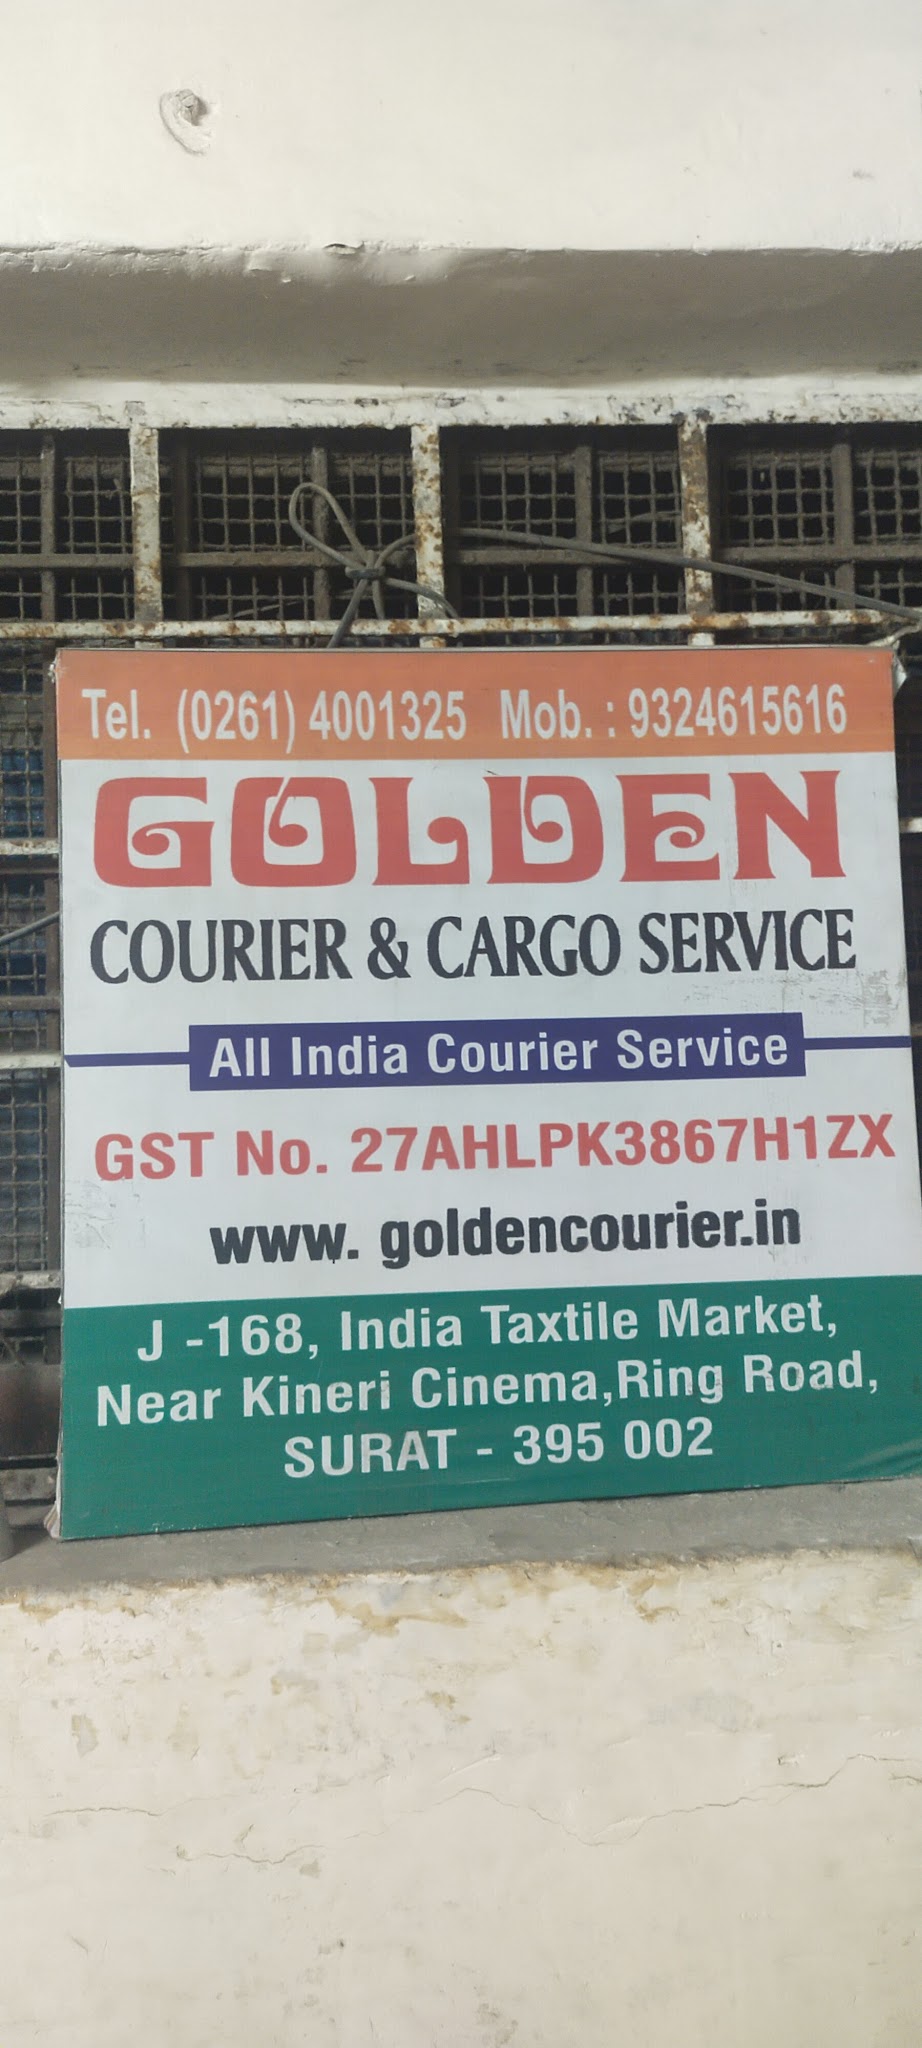 Tel. (0261) 4001325 Mob. : 9324615616
GOLDEN
COURIER & CARGO SERVICE
All India Courier Service
GST No. 27AHLPK3867H1ZX
www. goldencourier.in
J -168, India Taxtile Market,
Near Kineri Cinema,Ring Road,
SURAT - 395 002